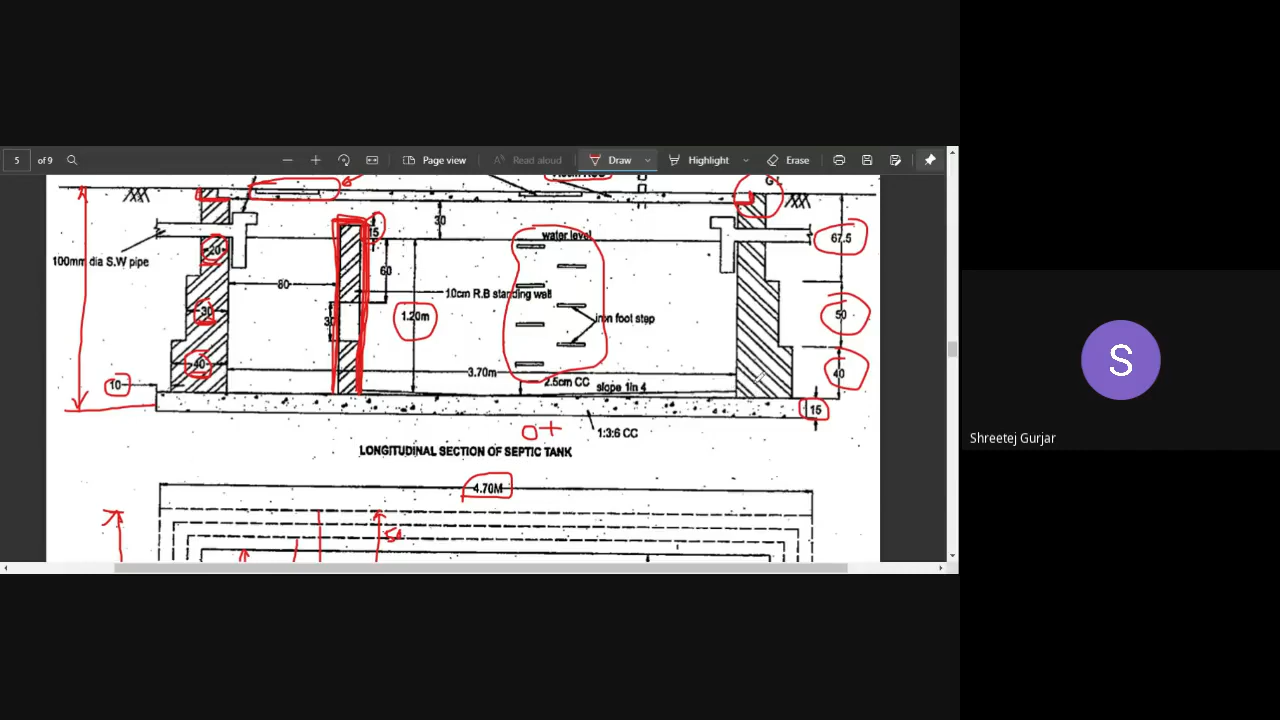 5 of 9 Page view Read aloud Draw Highlight Erase
G
30
15
water level
67.5
20
100mm dia S.W pipe
60
80
10cm R.B standing wall
30
30
1.20m
iron foot step
50
40
3.70m
40
10
2.5cm CC
slope 1in 4
15
1:3:6 CC
LONGITUDINAL SECTION OF SEPTIC TANK
4.70M
S
Shreetej Gurjar